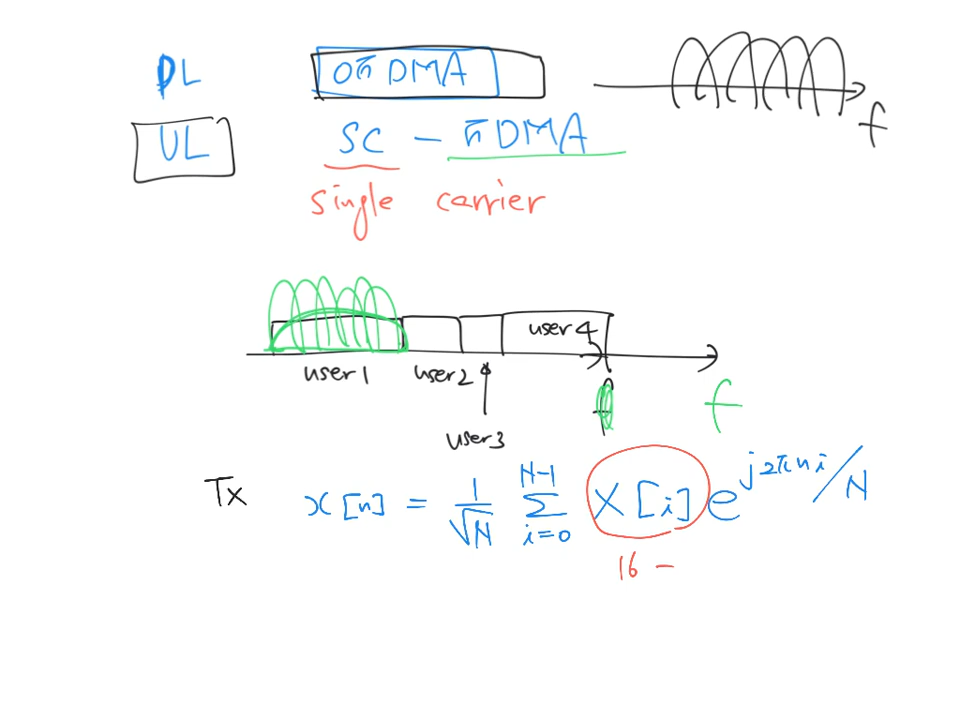 DL OFDMA
f
UL SC - FDMA
single carrier
user 4
user 1 user 2
user 3
f
Tx x[n] = 1/√N N-1 ∑ i=0 X[i] e^{j2πni/N}
16 -